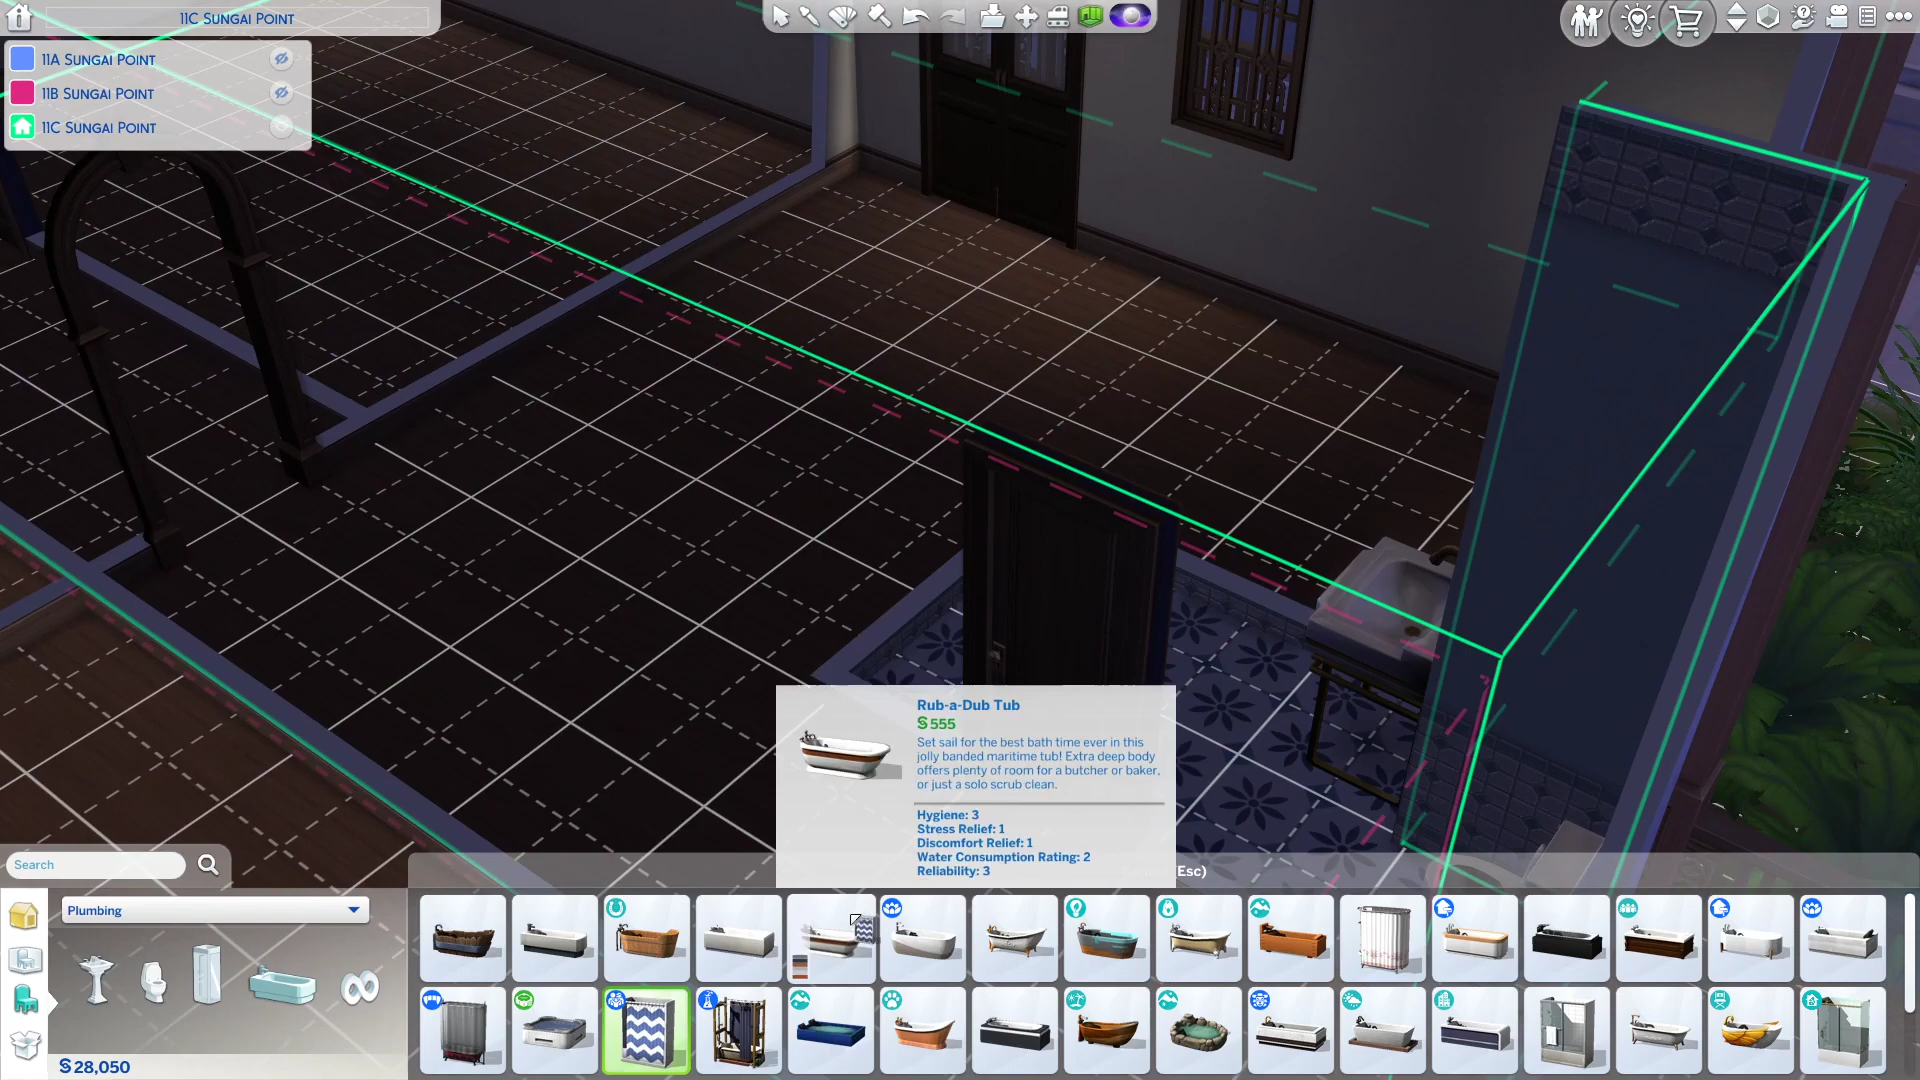 11C Sungai Point
11A Sungai Point
11B Sungai Point
11C Sungai Point
Rub-a-Dub Tub
§555
Set sail for the best bath time ever in this
jolly banded maritime tub! Extra deep body
offers plenty of room for a butcher or baker,
or just a solo scrub clean.
Hygiene: 3
Stress Relief: 1
Discomfort Relief: 1
Water Consumption Rating: 2
Reliability: 3
Esc)
Search
Plumbing
§28,050